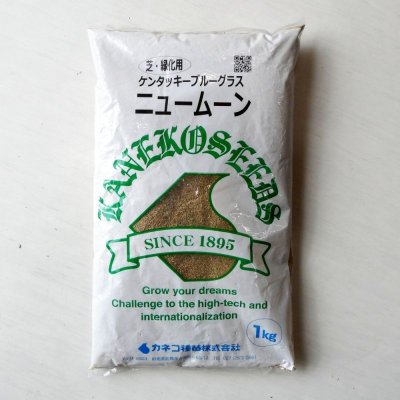 芝・緑化用
ケンタッキーブルーグラス
ニュームーン
KANEKOSEEDS
SINCE 1895
Grow your dreams
Challenge to the high-tech and
internationalization
1kg
カネコ種苗株式会社